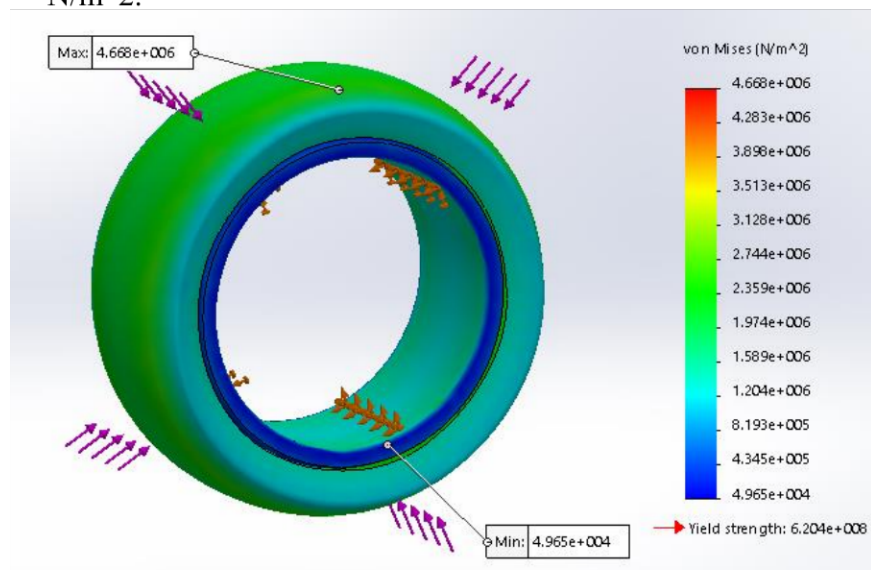 N/m^2.
Max: 4.668e+006
von Mises (N/m^2)
4.668e+006
4.283e+006
3.898e+006
3.513e+006
3.128e+006
2.744e+006
2.359e+006
1.974e+006
1.589e+006
1.204e+006
8.193e+005
4.345e+005
4.965e+004
Yield strength: 6.204e+008
Min: 4.965e+004